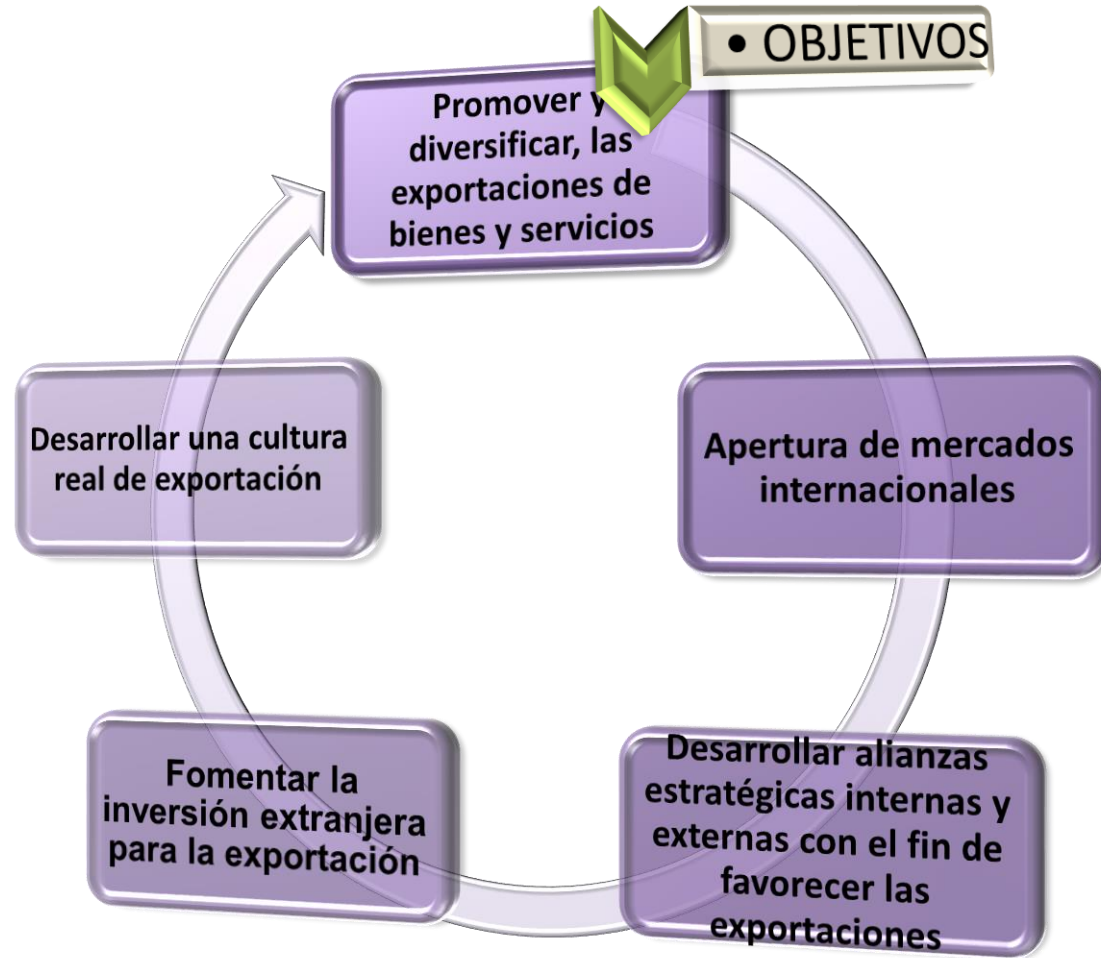 • OBJETIVOS
Promover y
diversificar, las
exportaciones de
bienes y servicios
Apertura de mercados
internacionales
Desarrollar alianzas
estratégicas internas y
externas con el fin de
favorecer las
exportaciones
Fomentar la
inversión extranjera
para la exportación
Desarrollar una cultura
real de exportación